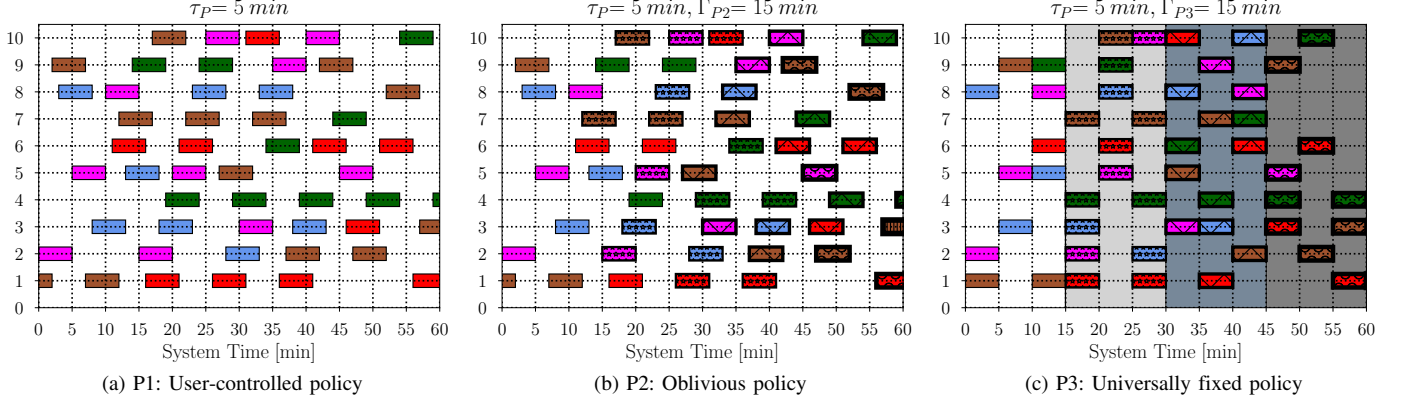 τ_P = 5 min
10
9
8
7
6
5
4
3
2
1
0
0 5 10 15 20 25 30 35 40 45 50 55 60
System Time [min]
(a) P1: User-controlled policy
τ_P = 5 min, Γ_P2 = 15 min
10
9
8
7
6
5
4
3
2
1
0
0 5 10 15 20 25 30 35 40 45 50 55 60
System Time [min]
(b) P2: Oblivious policy
τ_P = 5 min, Γ_P3 = 15 min
10
9
8
7
6
5
4
3
2
1
0
0 5 10 15 20 25 30 35 40 45 50 55 60
System Time [min]
(c) P3: Universally fixed policy